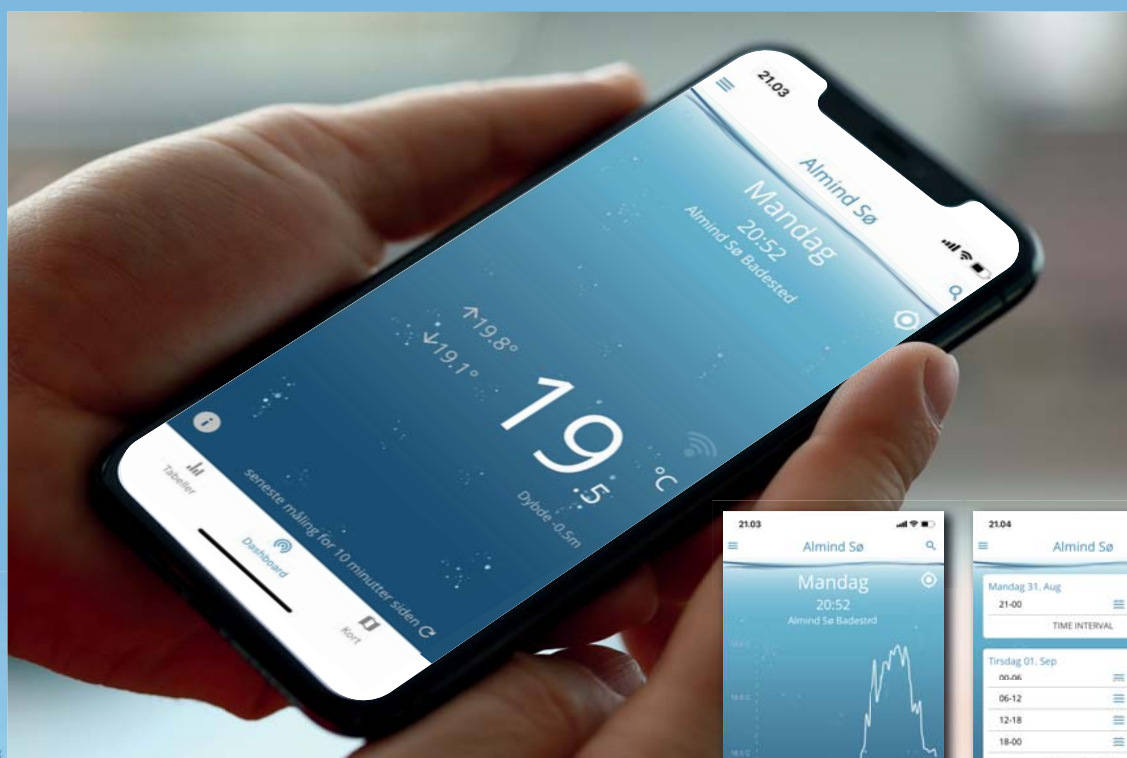 21.03
Almind Sø
Mandag
20:52
Almind Sø Badested
↑19.8°
↓19.1°
19.5 °C
Dybde -0.5m
seneste måling for 10 minutter siden
Tabeller
Dashboard
Kort
21.03
Almind Sø
Mandag
20:52
Almind Sø Badested
21.04
Almind Sø
Mandag 31. Aug
21-00
TIME INTERVAL
Tirsdag 01. Sep
00-06
06-12
12-18
18-00